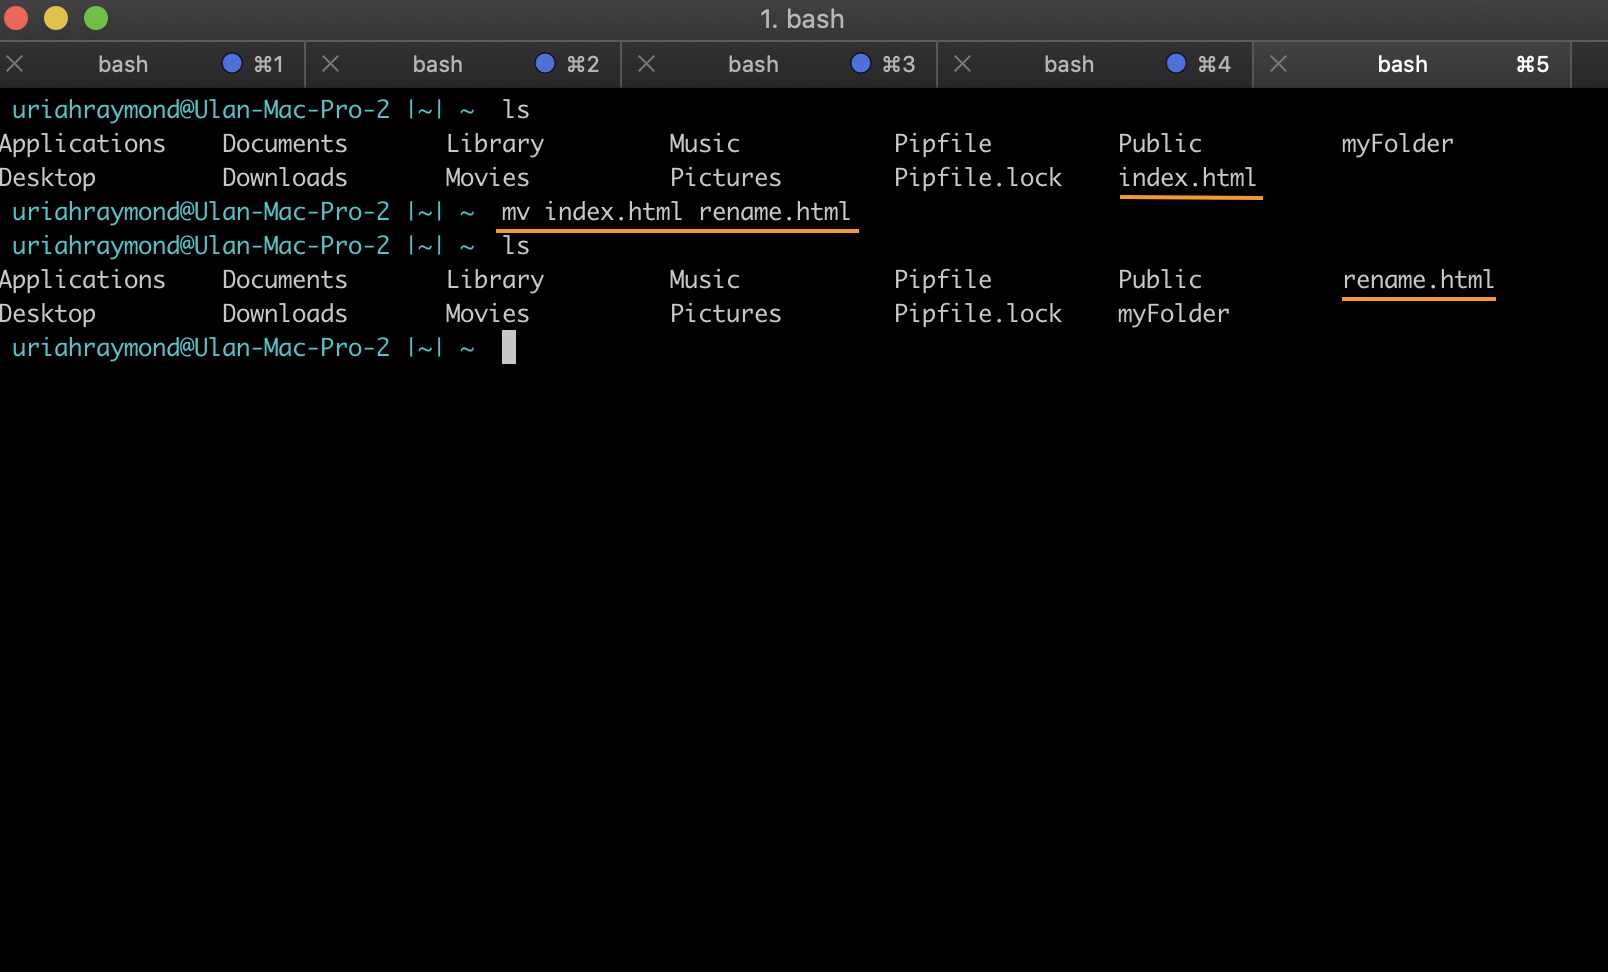 1. bash
bash ⌘1 bash ⌘2 bash ⌘3 bash ⌘4 bash ⌘5
uriahraymond@Ulan-Mac-Pro-2 |~| ~ ls
Applications Documents Library Music Pipfile Public myFolder
Desktop Downloads Movies Pictures Pipfile.lock index.html
uriahraymond@Ulan-Mac-Pro-2 |~| ~ mv index.html rename.html
uriahraymond@Ulan-Mac-Pro-2 |~| ~ ls
Applications Documents Library Music Pipfile Public rename.html
Desktop Downloads Movies Pictures Pipfile.lock myFolder
uriahraymond@Ulan-Mac-Pro-2 |~| ~